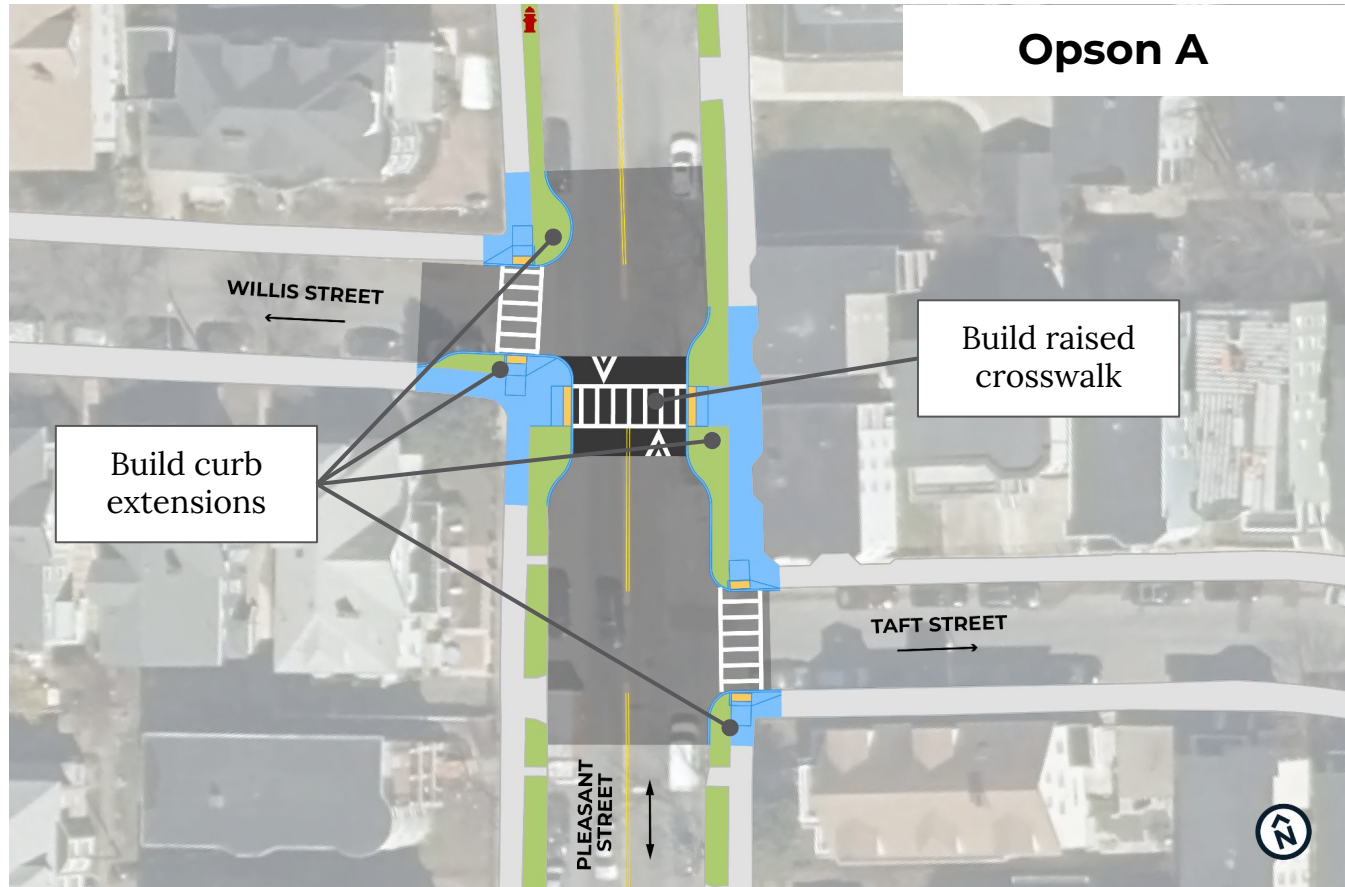 Opson A
WILLIS STREET
Build raised
crosswalk
Build curb
extensions
TAFT STREET
PLEASANT
STREET
N